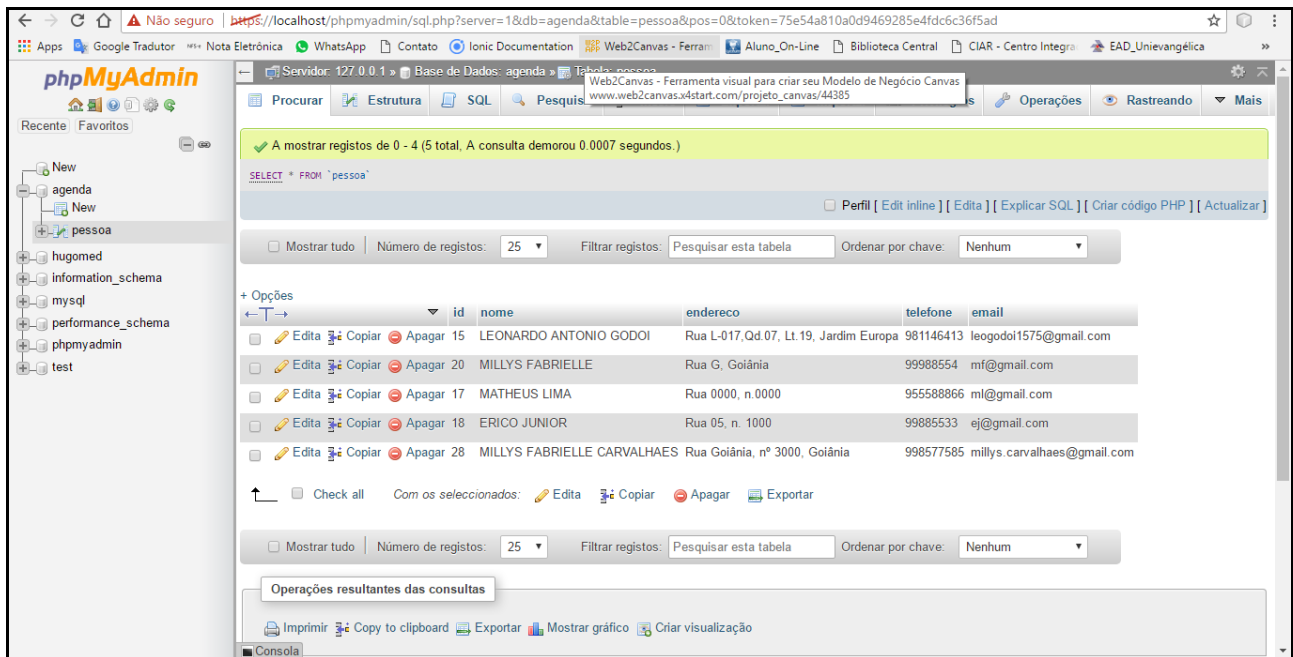 Não seguro https://localhost/phpmyadmin/sql.php?server=1&db=agenda&table=pessoa&pos=0&token=75e54a810a0d9469285e4fdc6c36f5ad
Apps Google Tradutor Nota Eletrônica WhatsApp Contato Ionic Documentation Web2Canvas - Ferram Aluno_On-Line Biblioteca Central CIAR - Centro Integra EAD_Unievangélica »
phpMyAdmin
Recente Favoritos
New
agenda
New
pessoa
hugomed
information_schema
mysql
performance_schema
phpmyadmin
test
Servidor: 127.0.0.1 » Base de Dados: agenda » Tabela: pessoa
Web2Canvas - Ferramenta visual para criar seu Modelo de Negócio Canvas
www.web2canvas.x4start.com/projeto_canvas/44385
Procurar Estrutura SQL Pesquis s Operações Rastreando Mais
A mostrar registos de 0 - 4 (5 total, A consulta demorou 0.0007 segundos.)
SELECT * FROM `pessoa`
Perfil [ Edit inline ] [ Edita ] [ Explicar SQL ] [ Criar código PHP ] [ Actualizar ]
Mostrar tudo Número de registos: 25 Filtrar registos: Pesquisar esta tabela Ordenar por chave: Nenhum
+ Opções
←T→ id nome endereco telefone email
Edita Copiar Apagar 15 LEONARDO ANTONIO GODOI Rua L-017,Qd.07, Lt.19, Jardim Europa 981146413 leogodoi1575@gmail.com
Edita Copiar Apagar 20 MILLYS FABRIELLE Rua G, Goiânia 99988554 mf@gmail.com
Edita Copiar Apagar 17 MATHEUS LIMA Rua 0000, n.0000 955588866 ml@gmail.com
Edita Copiar Apagar 18 ERICO JUNIOR Rua 05, n. 1000 99885533 ej@gmail.com
Edita Copiar Apagar 28 MILLYS FABRIELLE CARVALHAES Rua Goiânia, nº 3000, Goiânia 998577585 millys.carvalhaes@gmail.com
Check all Com os seleccionados: Edita Copiar Apagar Exportar
Mostrar tudo Número de registos: 25 Filtrar registos: Pesquisar esta tabela Ordenar por chave: Nenhum
Operações resultantes das consultas
Imprimir Copy to clipboard Exportar Mostrar gráfico Criar visualização
Consola